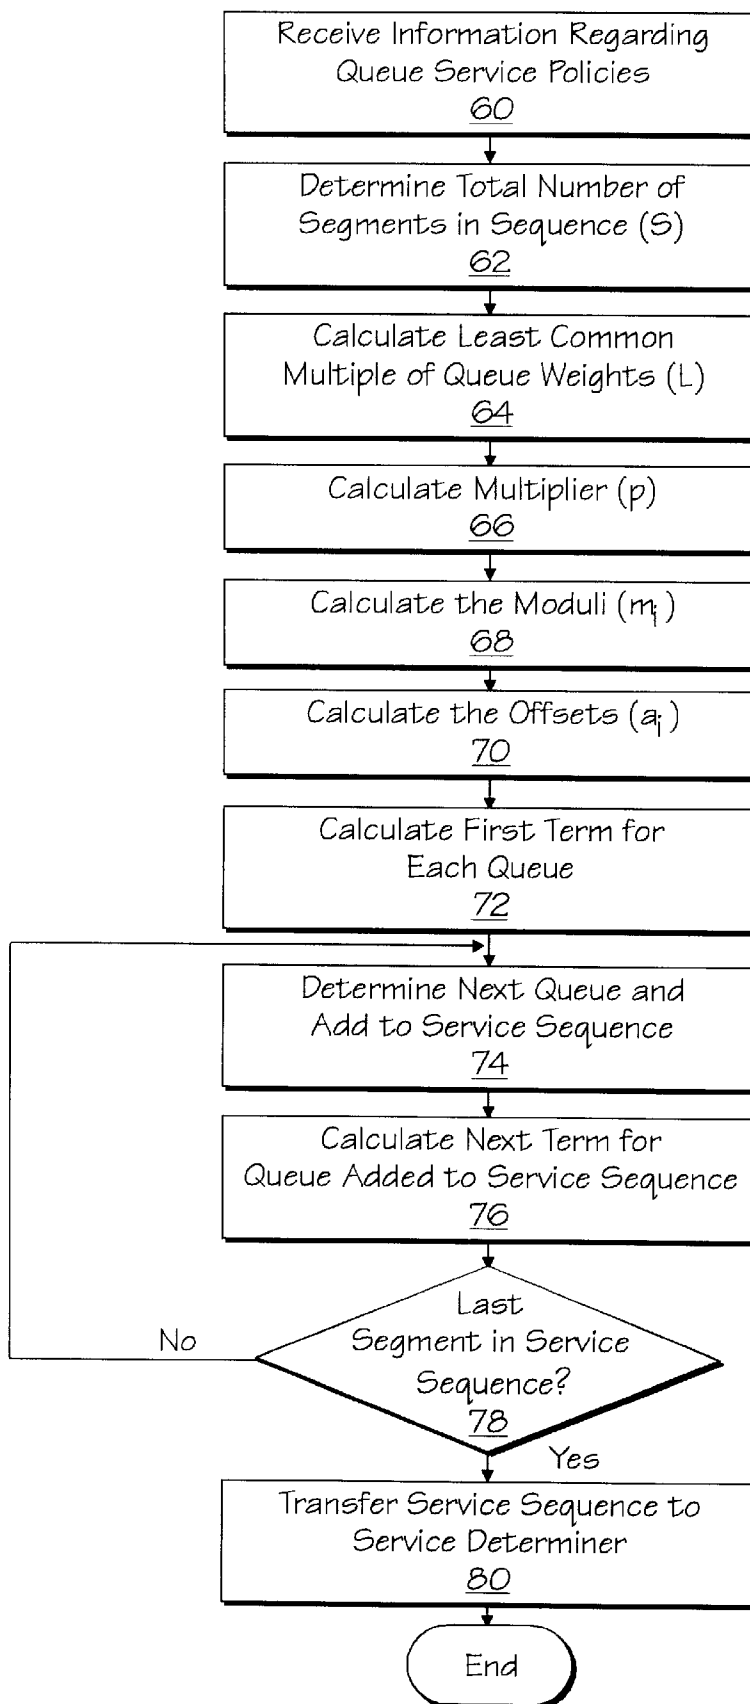 Receive Information Regarding
Queue Service Policies
60
Determine Total Number of
Segments in Sequence (S)
62
Calculate Least Common
Multiple of Queue Weights (L)
64
Calculate Multiplier (p)
66
Calculate the Moduli (mj)
68
Calculate the Offsets (aj)
70
Calculate First Term for
Each Queue
72
Determine Next Queue and
Add to Service Sequence
74
Calculate Next Term for
Queue Added to Service Sequence
76
Last
Segment in Service
Sequence?
78
No
Yes
Transfer Service Sequence to
Service Determiner
80
End